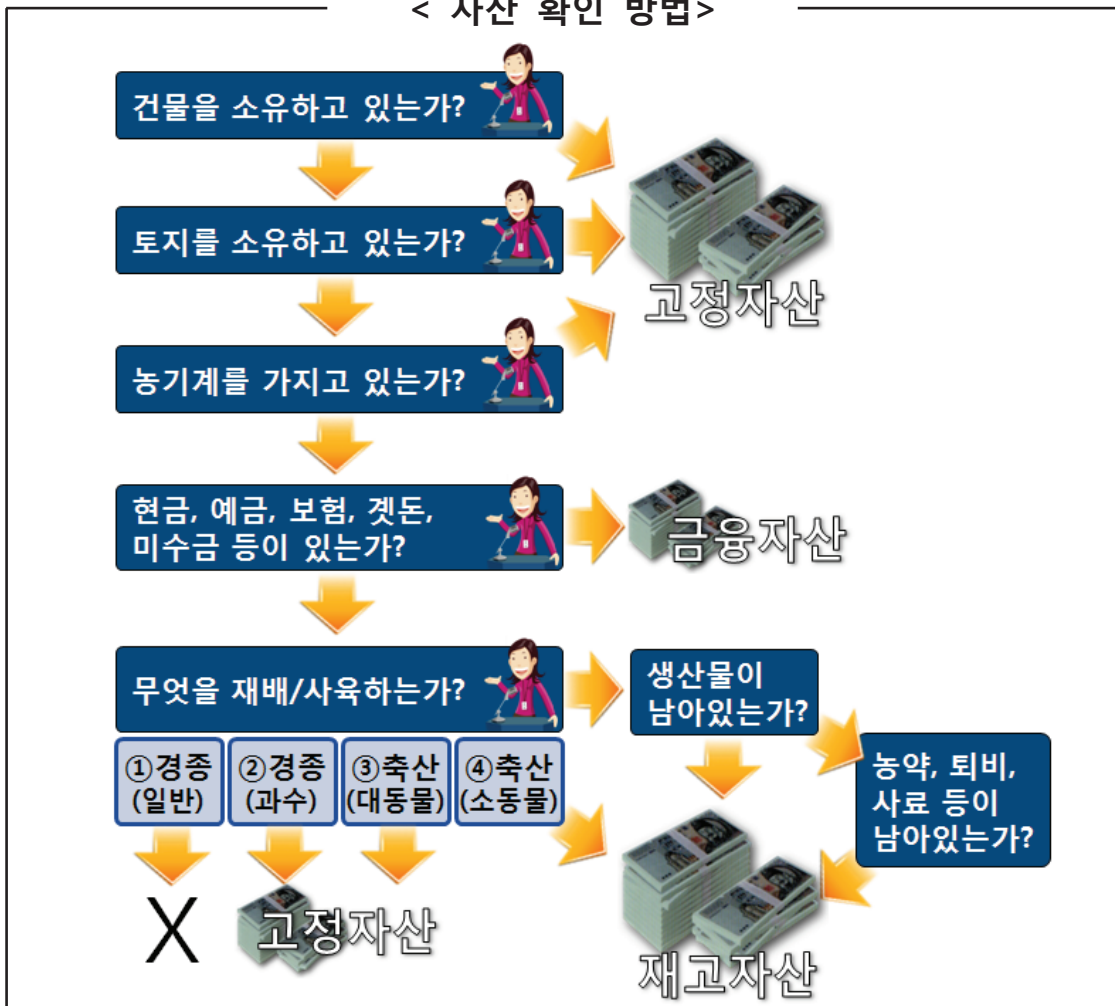 < 자산 확인 방법>
건물을 소유하고 있는가?
토지를 소유하고 있는가?
고정자산
농기계를 가지고 있는가?
현금, 예금, 보험, 곗돈,
미수금 등이 있는가?
금융자산
무엇을 재배/사육하는가?
생산물이
남아있는가?
①경종
(일반)
②경종
(과수)
③축산
(대동물)
④축산
(소동물)
농약, 퇴비,
사료 등이
남아있는가?
X
고정자산
재고자산